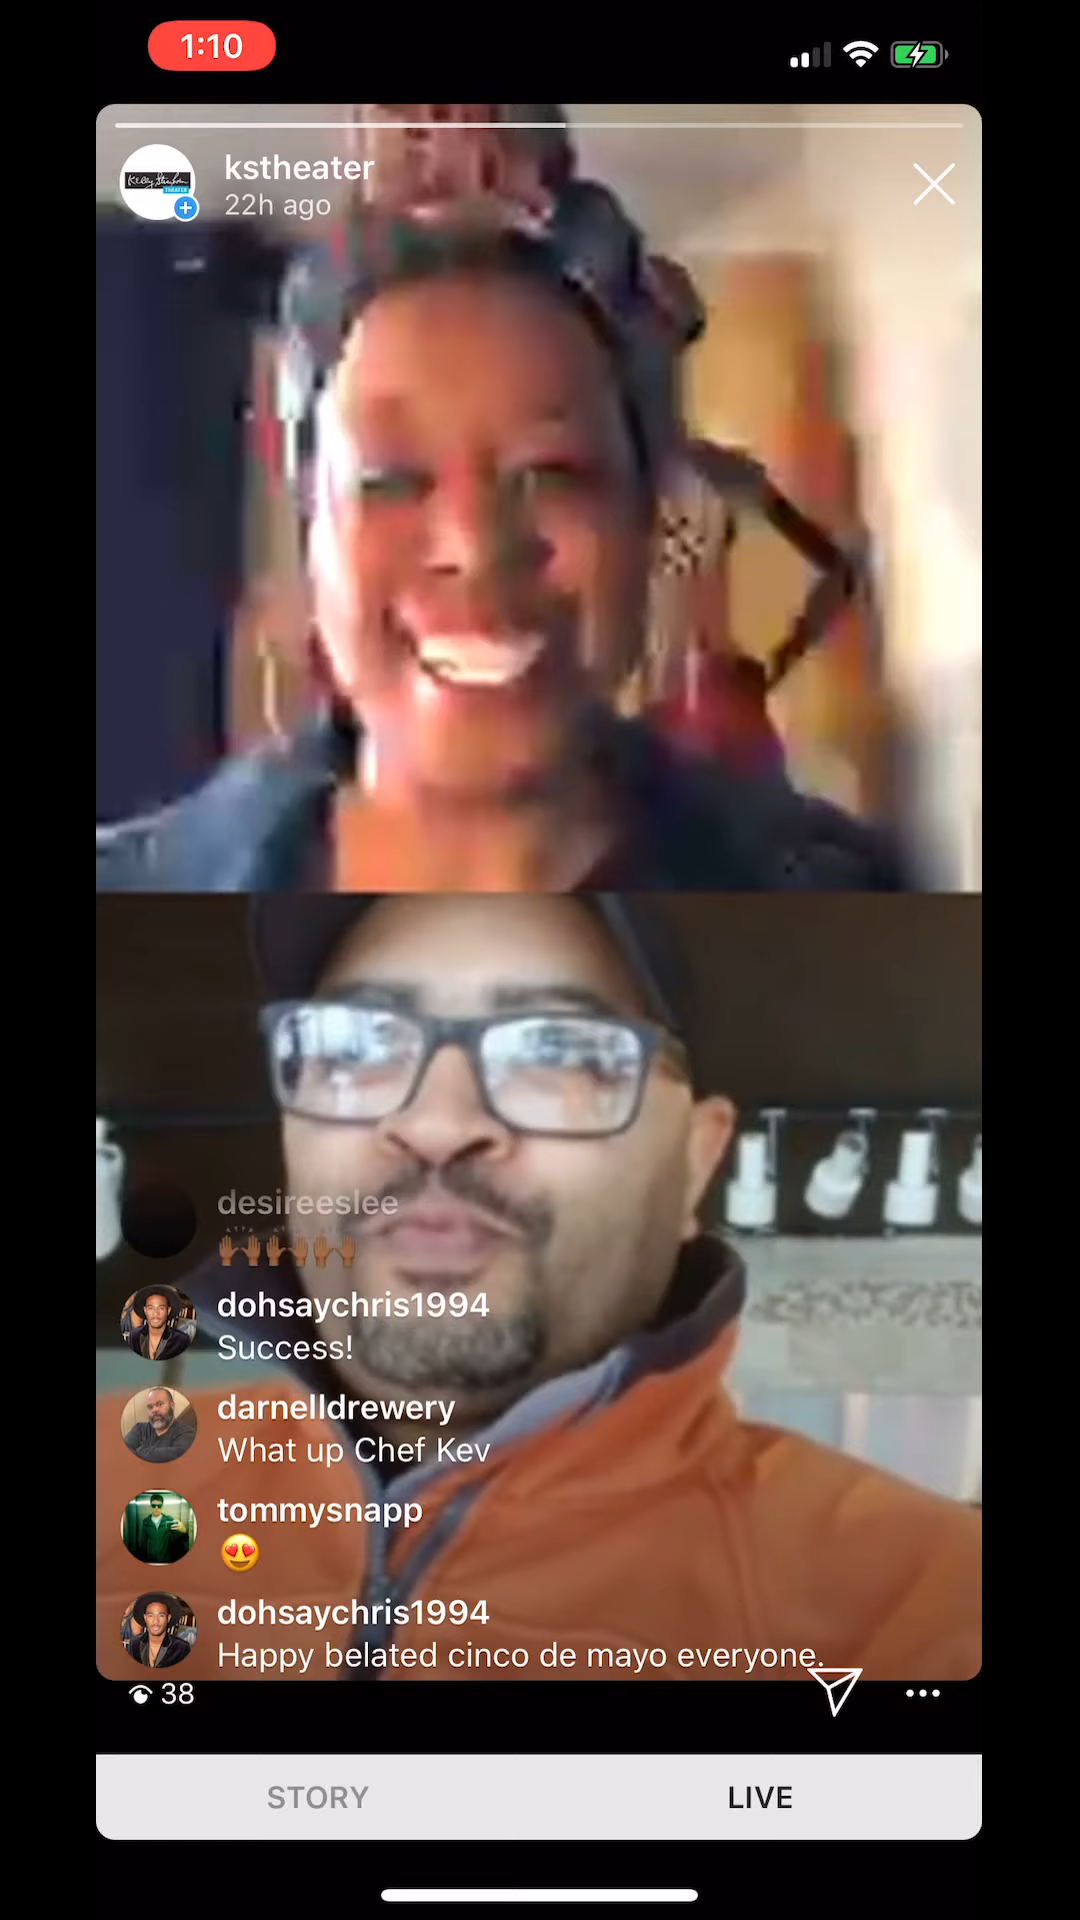 1:10
kstheater
22h ago
THEATER
desireeslee
🙌🏾🙌🏾🙌🏾
dohsaychris1994
Success!
darnelldrewery
What up Chef Kev
tommysnapp
😍
dohsaychris1994
Happy belated cinco de mayo everyone.
38
STORY
LIVE